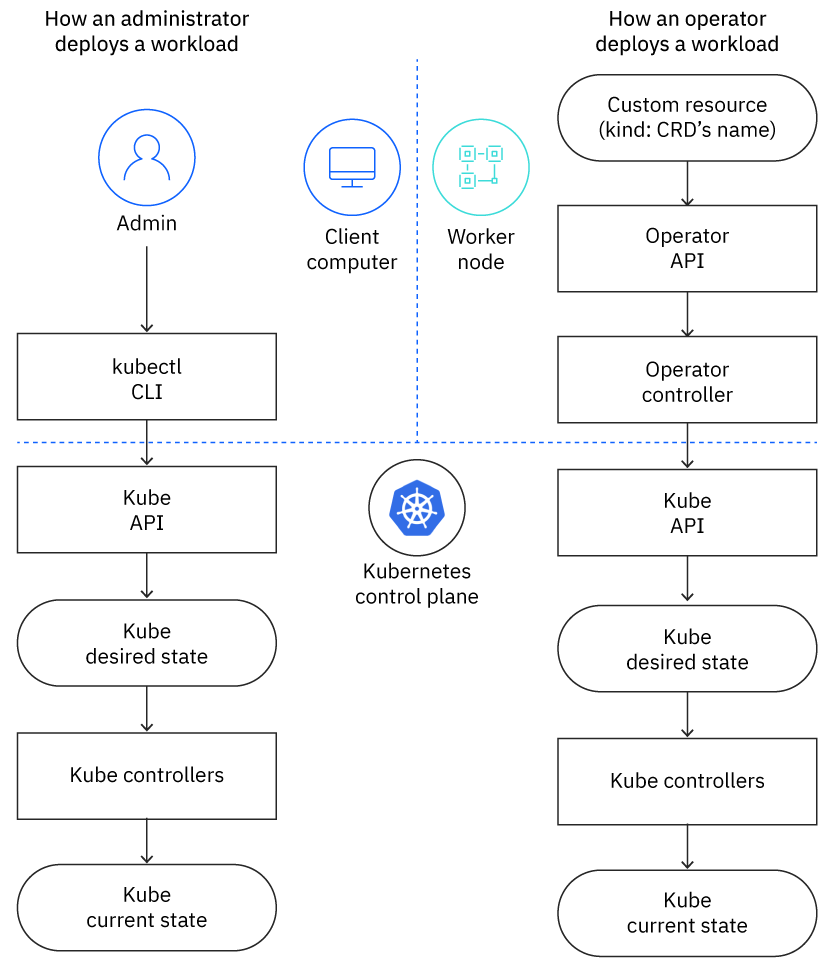 How an administrator
deploys a workload
How an operator
deploys a workload
Custom resource
(kind: CRD’s name)
Admin
Client
computer
Worker
node
Operator
API
kubectl
CLI
Operator
controller
Kube
API
Kubernetes
control plane
Kube
API
Kube
desired state
Kube
desired state
Kube controllers
Kube controllers
Kube
current state
Kube
current state